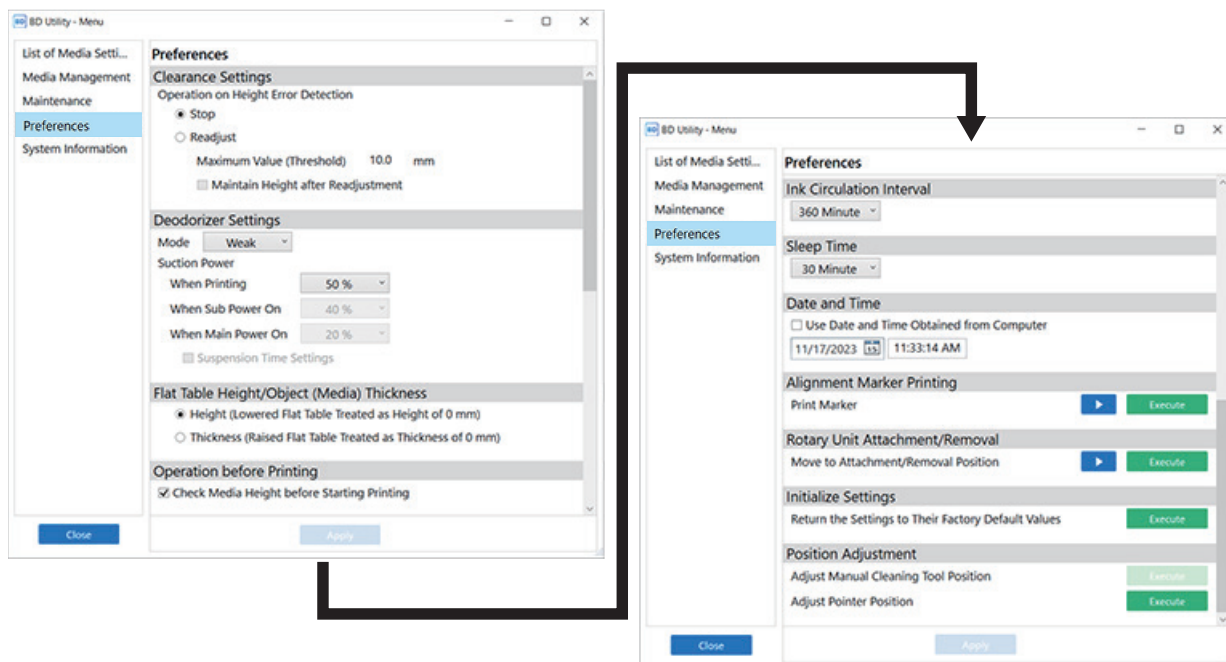 BD BD Utility - Menu
List of Media Setti...
Media Management
Maintenance
Preferences
System Information
Close
Preferences
Clearance Settings
Operation on Height Error Detection
Stop
Readjust
Maximum Value (Threshold) 10.0 mm
Maintain Height after Readjustment
Deodorizer Settings
Mode Weak
Suction Power
When Printing 50 %
When Sub Power On 40 %
When Main Power On 20 %
Suspension Time Settings
Flat Table Height/Object (Media) Thickness
Height (Lowered Flat Table Treated as Height of 0 mm)
Thickness (Raised Flat Table Treated as Thickness of 0 mm)
Operation before Printing
Check Media Height before Starting Printing
Apply
BD BD Utility - Menu
List of Media Setti...
Media Management
Maintenance
Preferences
System Information
Close
Preferences
Ink Circulation Interval
360 Minute
Sleep Time
30 Minute
Date and Time
Use Date and Time Obtained from Computer
11/17/2023 15 11:33:14 AM
Alignment Marker Printing
Print Marker Execute
Rotary Unit Attachment/Removal
Move to Attachment/Removal Position Execute
Initialize Settings
Return the Settings to Their Factory Default Values Execute
Position Adjustment
Adjust Manual Cleaning Tool Position Execute
Adjust Pointer Position Execute
Apply